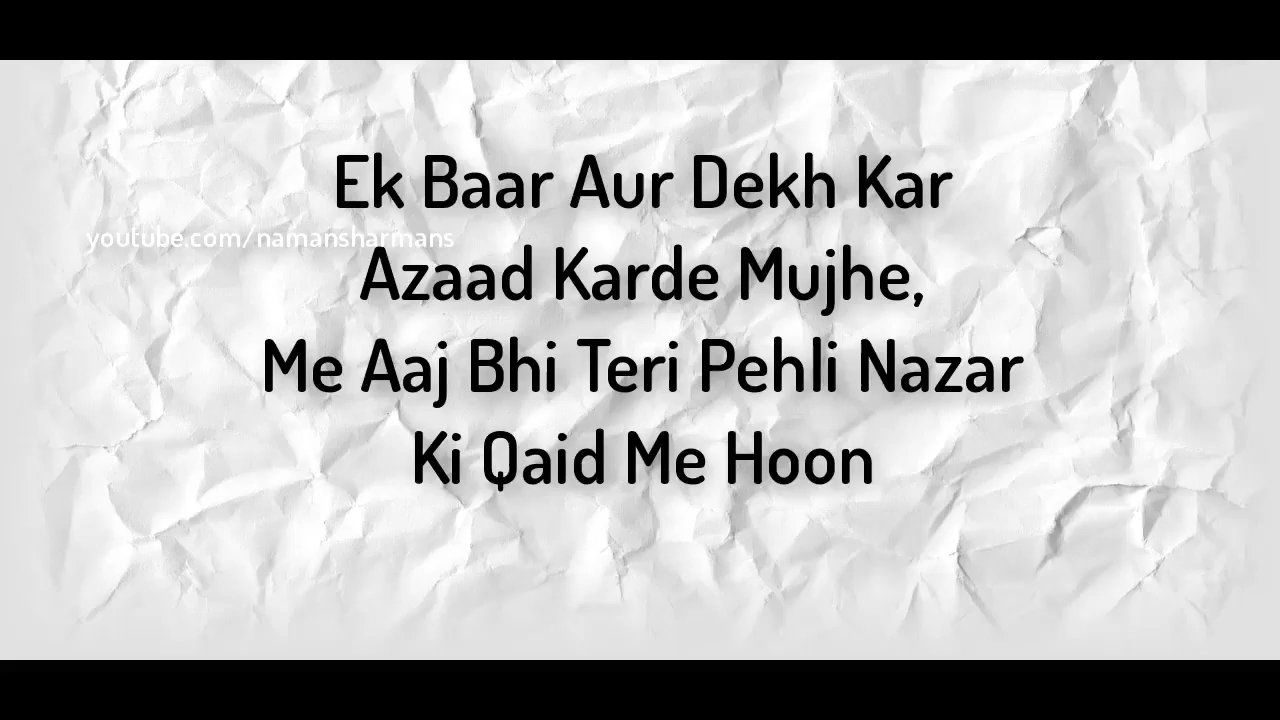 Ek Baar Aur Dekh Kar
youtube.com/namansharmans
Azaad Karde Mujhe,
Me Aaj Bhi Teri Pehli Nazar
Ki Qaid Me Hoon